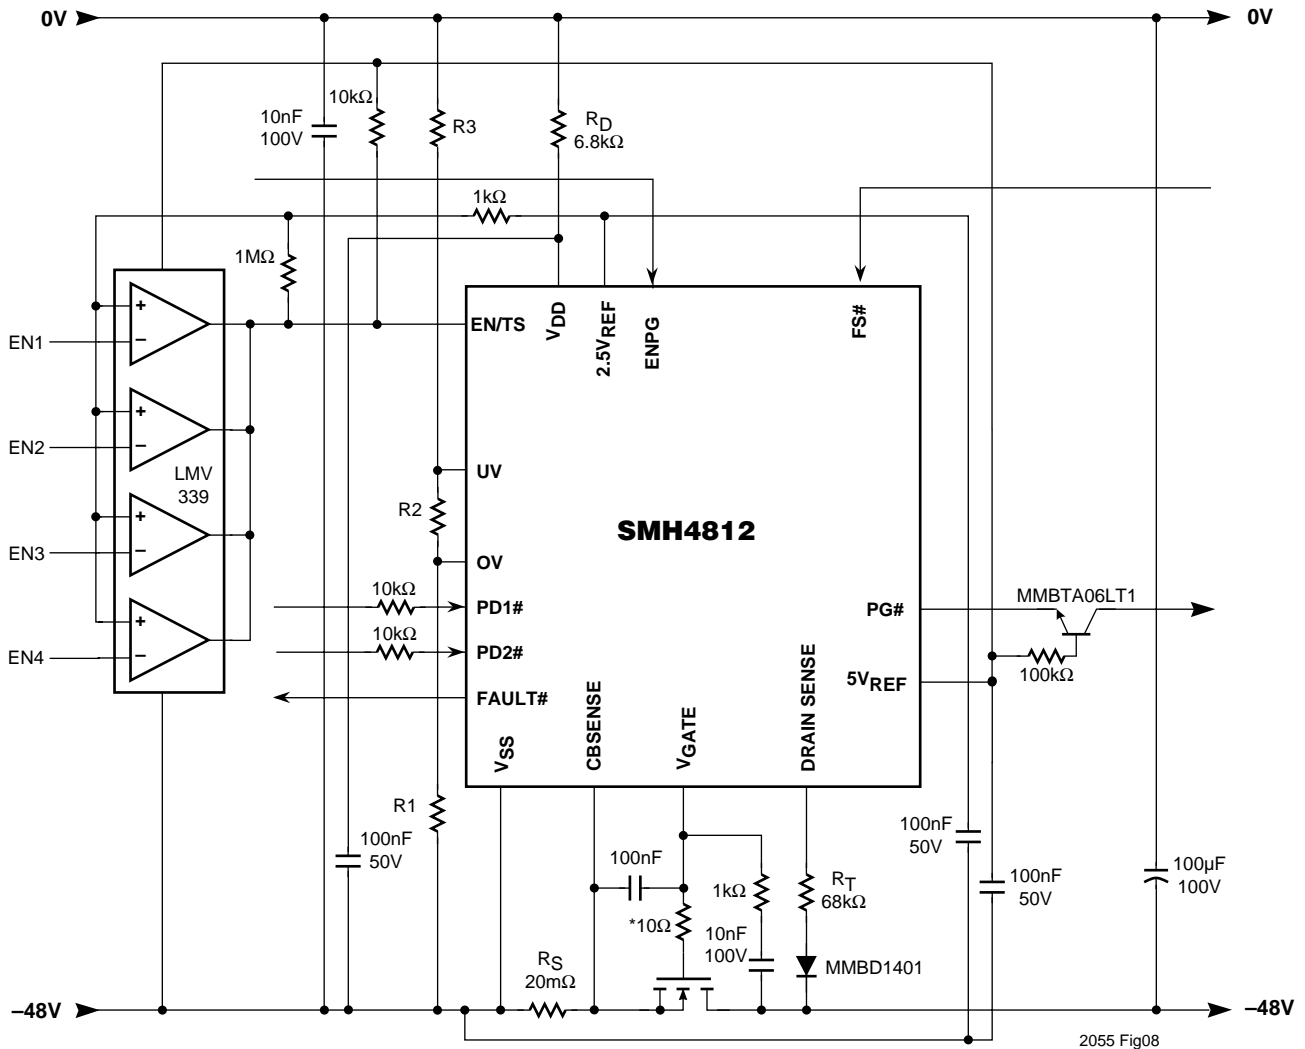 0V
0V
10kΩ
10nF
100V
R3
RD
6.8kΩ
1kΩ
1MΩ
+
−
EN1
EN/TS
VDD
2.5VREF
ENPG
FS#
+
−
EN2
LMV
339
UV
R2
SMH4812
+
−
EN3
OV
10kΩ
PD1#
PG#
MMBTA06LT1
+
−
EN4
10kΩ
PD2#
100kΩ
FAULT#
5VREF
VSS
CBSENSE
VGATE
DRAIN SENSE
R1
100nF
50V
100nF
*10Ω
1kΩ
RT
68kΩ
100nF
50V
100nF
50V
100µF
100V
10nF
100V
MMBD1401
RS
20mΩ
–48V
–48V
2055 Fig08